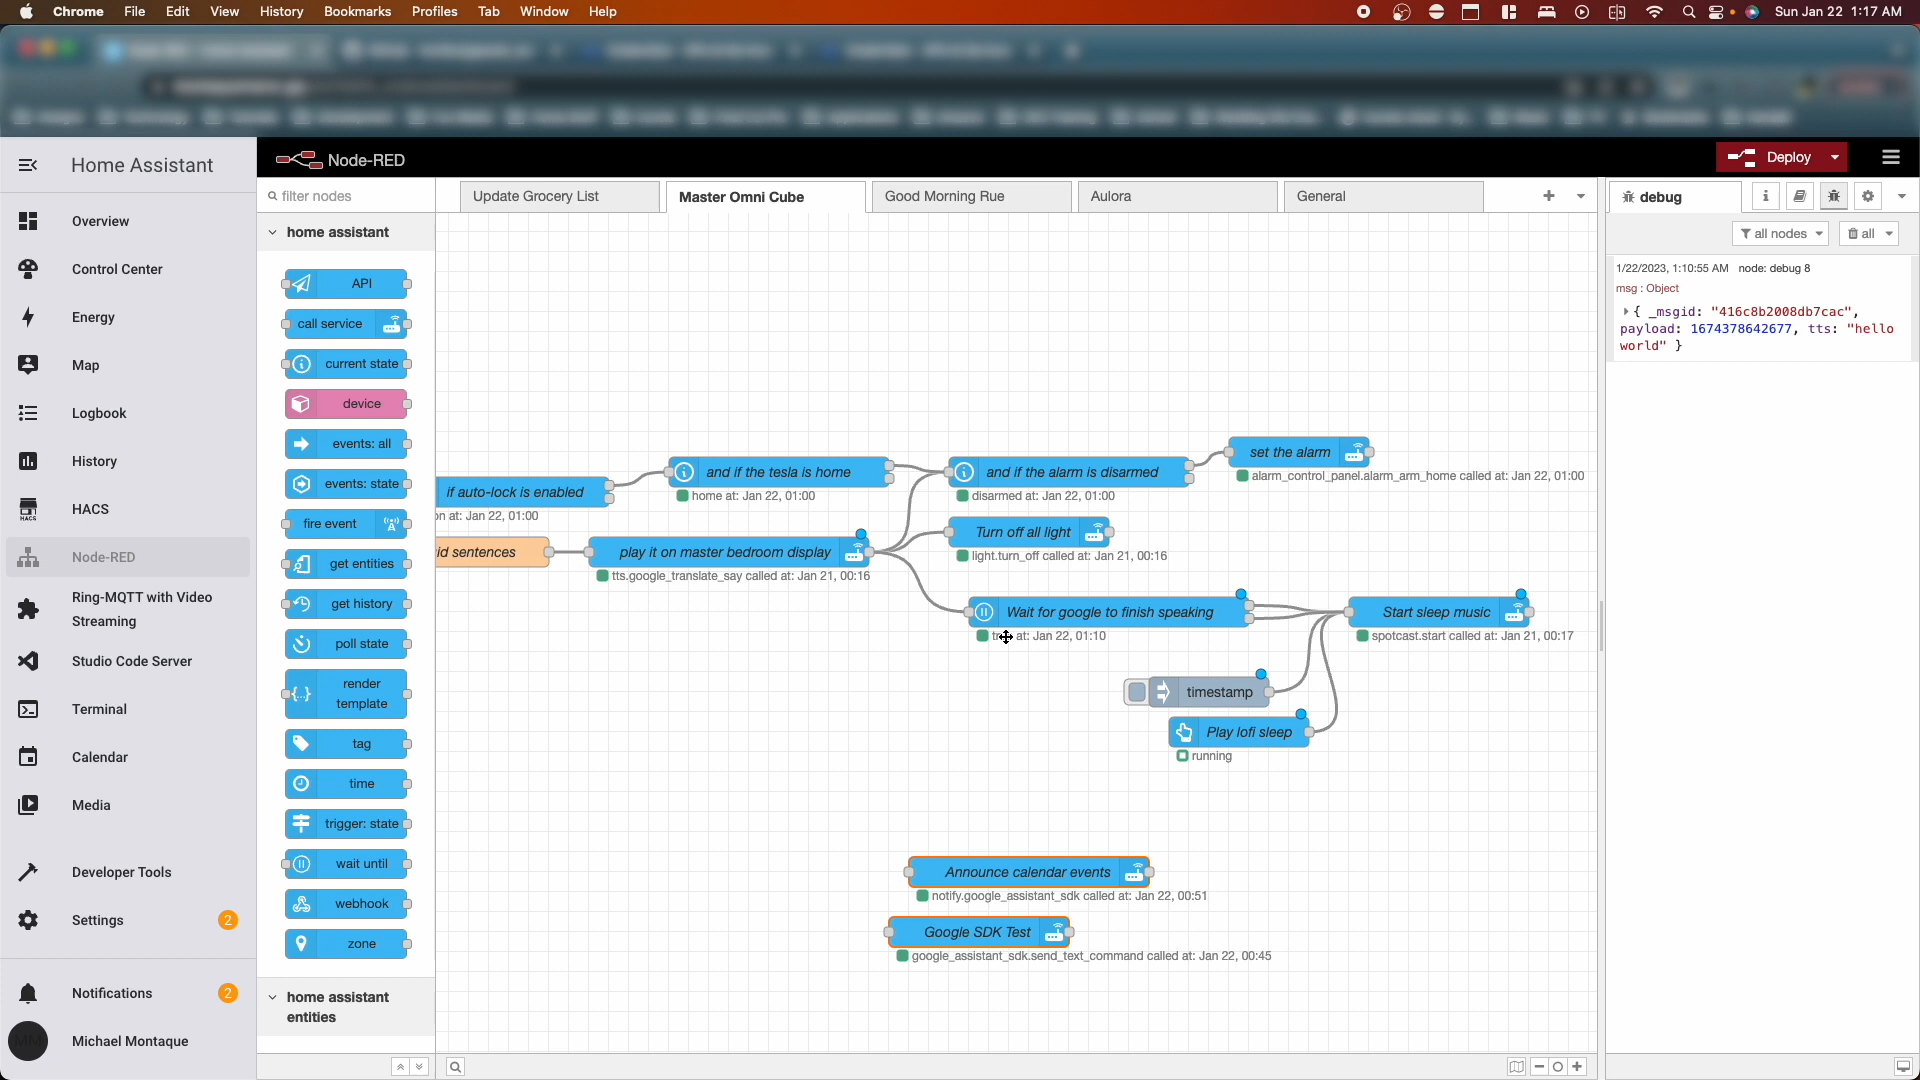 Chrome File Edit View History Bookmarks Profiles Tab Window Help Sun Jan 22 1:17 AM
Home Assistant
Overview
Control Center
Energy
Map
Logbook
History
HACS
HACS
Node-RED
Ring-MQTT with Video
Streaming
Studio Code Server
Terminal
Calendar
Media
Developer Tools
Settings 2
Notifications 2
MM Michael Montaque
Node-RED
Deploy
filter nodes
home assistant
API
call service
current state
device
events: all
events: state
fire event
get entities
get history
poll state
render
template
tag
time
trigger: state
wait until
webhook
zone
home assistant
entities
Update Grocery List
Master Omni Cube
Good Morning Rue
Aulora
General
set the alarm
alarm_control_panel.alarm_arm_home called at: Jan 22, 01:00
if auto-lock is enabled
on at: Jan 22, 01:00
and if the tesla is home
home at: Jan 22, 01:00
and if the alarm is disarmed
disarmed at: Jan 22, 01:00
Turn off all light
light.turn_off called at: Jan 21, 00:16
id sentences
play it on master bedroom display
tts.google_translate_say called at: Jan 21, 00:16
Wait for google to finish speaking
at: Jan 22, 01:10
Start sleep music
spotcast.start called at: Jan 21, 00:17
timestamp
Play lofi sleep
running
Announce calendar events
notify.google_assistant_sdk called at: Jan 22, 00:51
Google SDK Test
google_assistant_sdk.send_text_command called at: Jan 22, 00:45
debug
i
all nodes
all
1/22/2023, 1:10:55 AM node: debug 8
msg : Object
{ _msgid: "416c8b2008db7cac",
payload: 1674378642677, tts: "hello
world" }